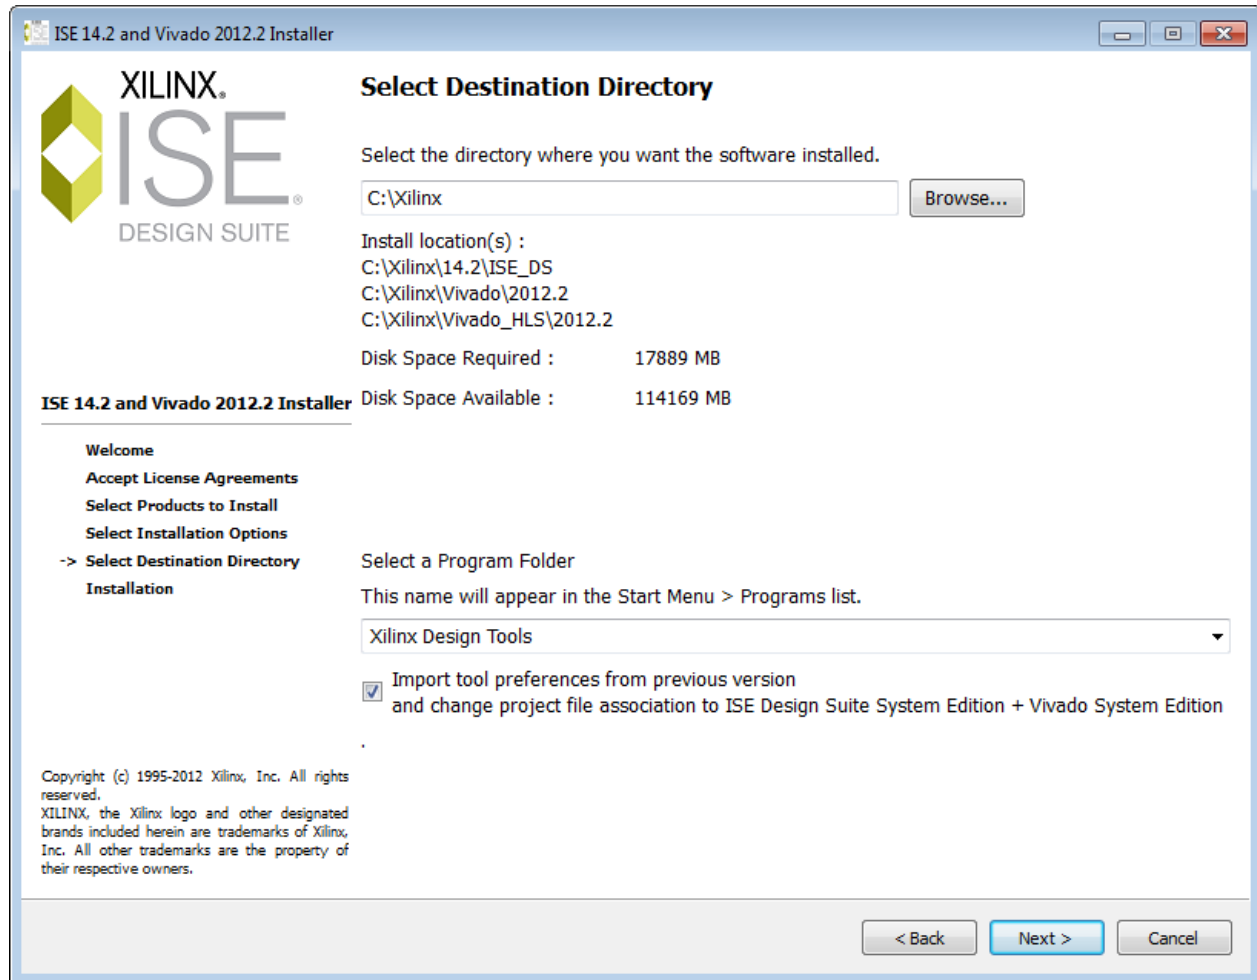 ISE 14.2 and Vivado 2012.2 Installer
XILINX®
ISE®
DESIGN SUITE
Select Destination Directory
Select the directory where you want the software installed.
C:\Xilinx
Browse...
Install location(s) :
C:\Xilinx\14.2\ISE_DS
C:\Xilinx\Vivado\2012.2
C:\Xilinx\Vivado_HLS\2012.2
Disk Space Required : 17889 MB
Disk Space Available : 114169 MB
ISE 14.2 and Vivado 2012.2 Installer
Welcome
Accept License Agreements
Select Products to Install
Select Installation Options
-> Select Destination Directory
Installation
Select a Program Folder
This name will appear in the Start Menu > Programs list.
Xilinx Design Tools
Import tool preferences from previous version
and change project file association to ISE Design Suite System Edition + Vivado System Edition
.
Copyright (c) 1995-2012 Xilinx, Inc. All rights
reserved.
XILINX, the Xilinx logo and other designated
brands included herein are trademarks of Xilinx,
Inc. All other trademarks are the property of
their respective owners.
< Back
Next >
Cancel